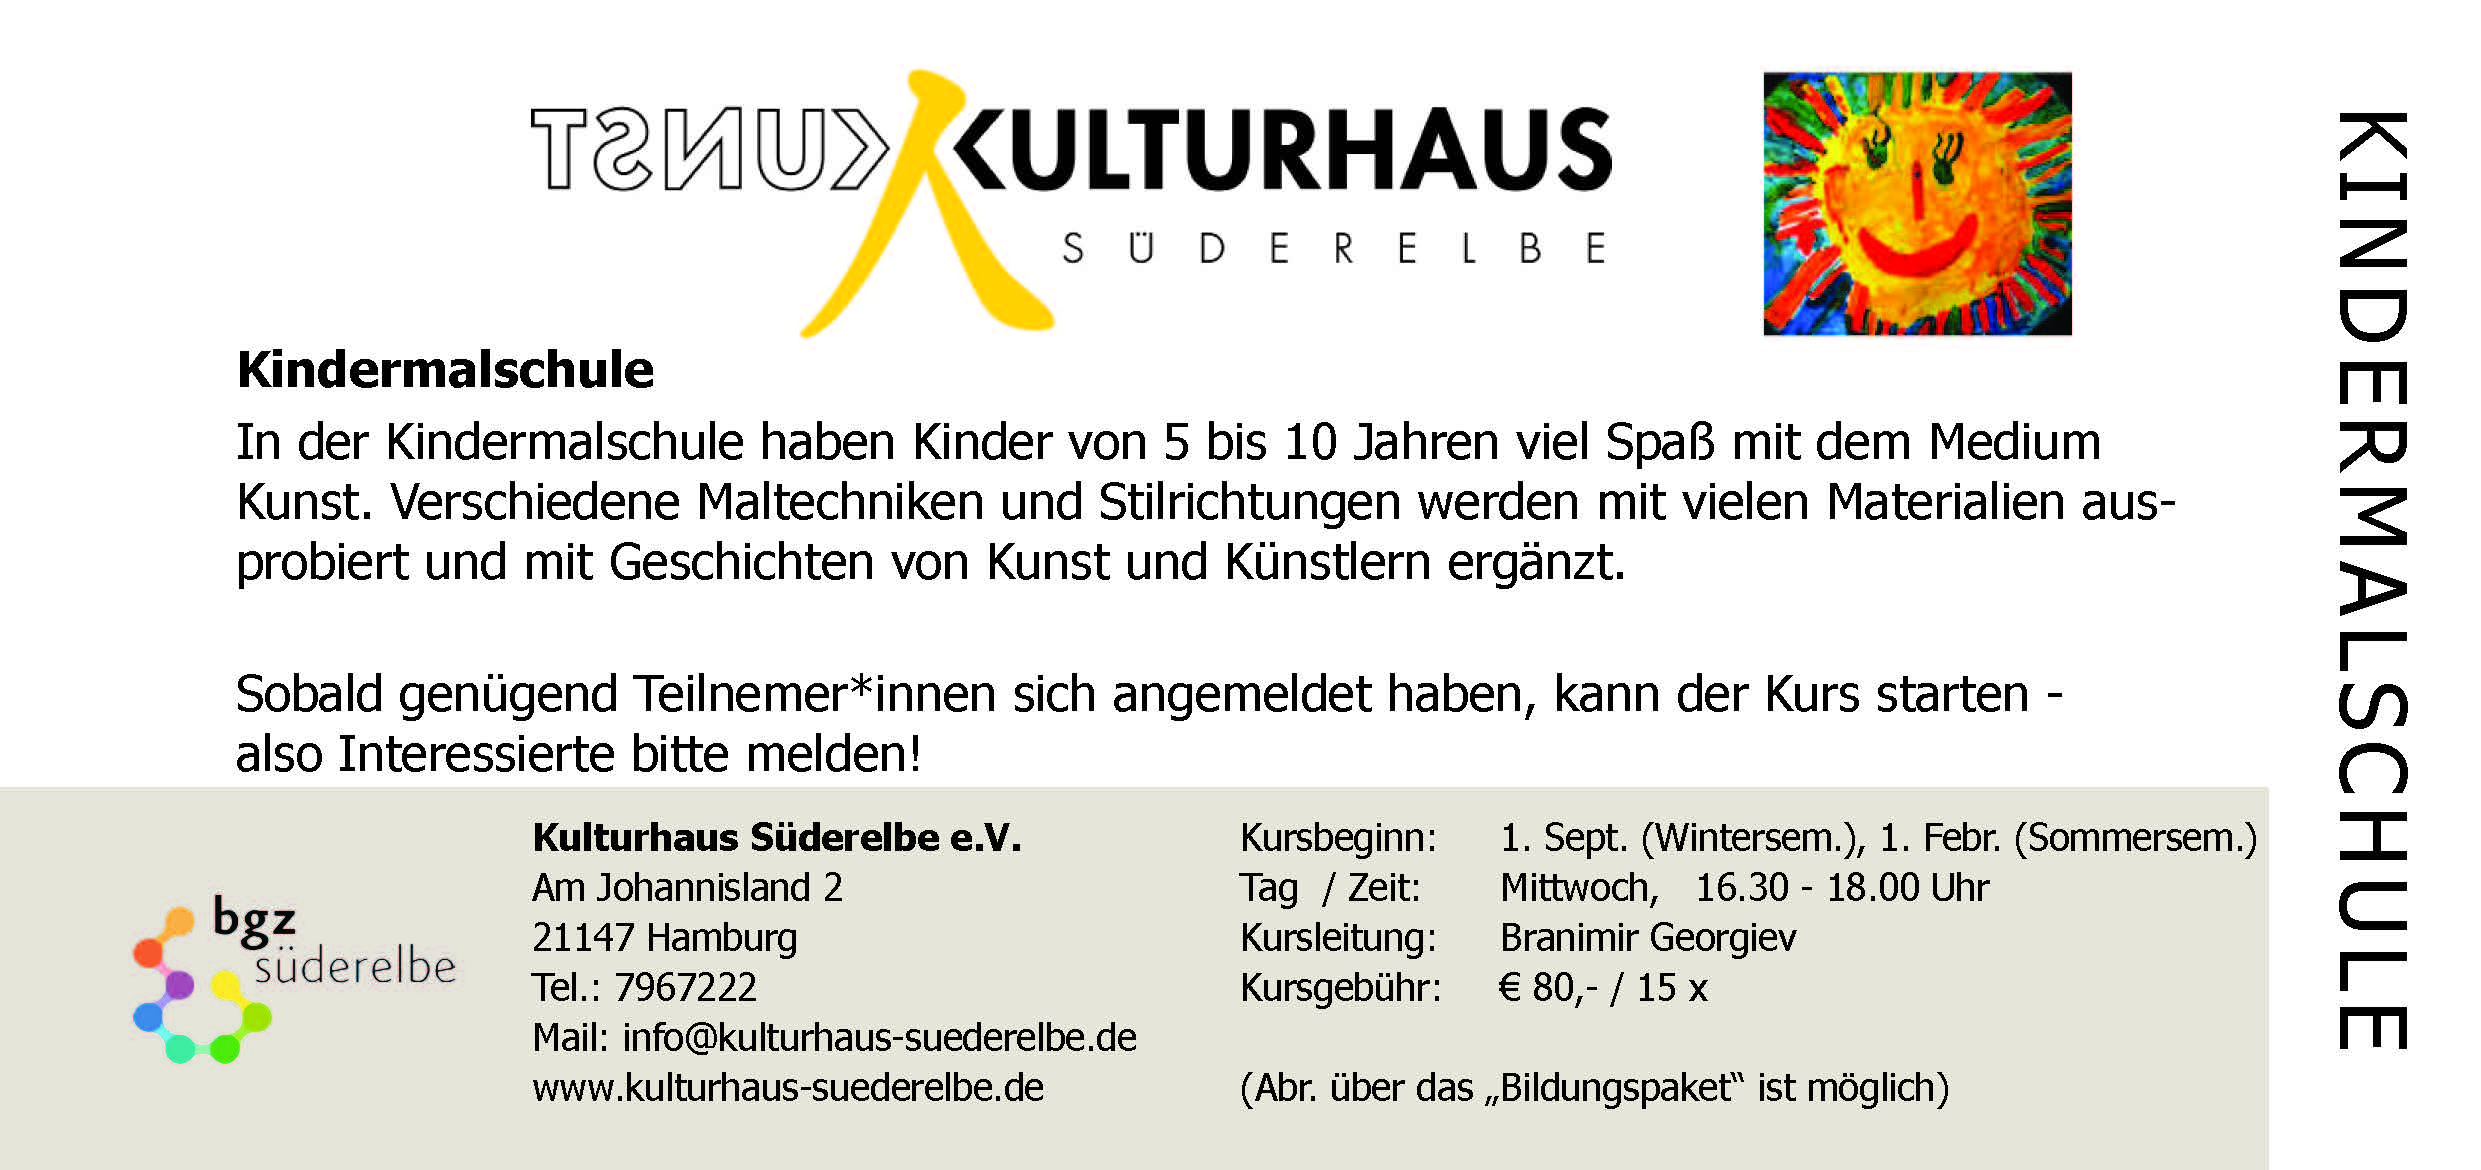 KUNST KULTURHAUS
SÜDERELBE
KINDERMALSCHULE
Kindermalschule
In der Kindermalschule haben Kinder von 5 bis 10 Jahren viel Spaß mit dem Medium
Kunst. Verschiedene Maltechniken und Stilrichtungen werden mit vielen Materialien aus-
probiert und mit Geschichten von Kunst und Künstlern ergänzt.
Sobald genügend Teilnemer*innen sich angemeldet haben, kann der Kurs starten -
also Interessierte bitte melden!
bgz
süderelbe
Kulturhaus Süderelbe e.V.
Am Johannisland 2
21147 Hamburg
Tel.: 7967222
Mail: info@kulturhaus-suederelbe.de
www.kulturhaus-suederelbe.de
Kursbeginn: 1. Sept. (Wintersem.), 1. Febr. (Sommersem.)
Tag / Zeit: Mittwoch, 16.30 - 18.00 Uhr
Kursleitung: Branimir Georgiev
Kursgebühr: € 80,- / 15 x
(Abr. über das „Bildungspaket“ ist möglich)